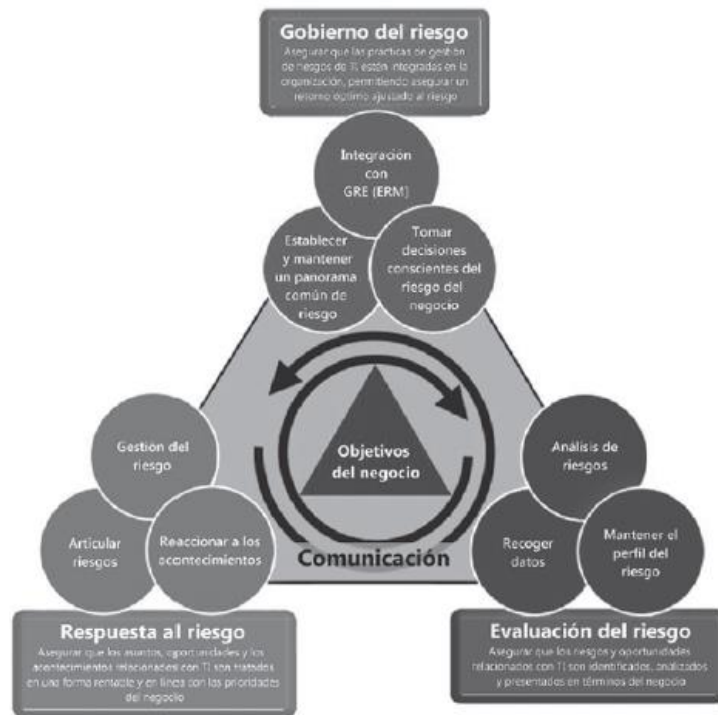 Gobierno del riesgo
Asegurar que las prácticas de gestión
de riesgos de TI están integradas en la
organización, permitiendo asegurar un
retorno óptimo ajustado al riesgo
Integración
con
GRE (ERM)
Establecer
y mantener
un panorama
común de
riesgo
Tomar
decisiones
conscientes del
riesgo del
negocio
Objetivos
del negocio
Comunicación
Gestión del
riesgo
Articular
riesgos
Reaccionar a los
acontecimientos
Análisis de
riesgos
Recoger
datos
Mantener el
perfil del
riesgo
Respuesta al riesgo
Asegurar que los asuntos, oportunidades y los
acontecimientos relacionados con TI son tratados
en una forma rentable y en línea con las prioridades
del negocio
Evaluación del riesgo
Asegurar que los riesgos y oportunidades
relacionados con TI son identificados, analizados
y presentados en términos del negocio